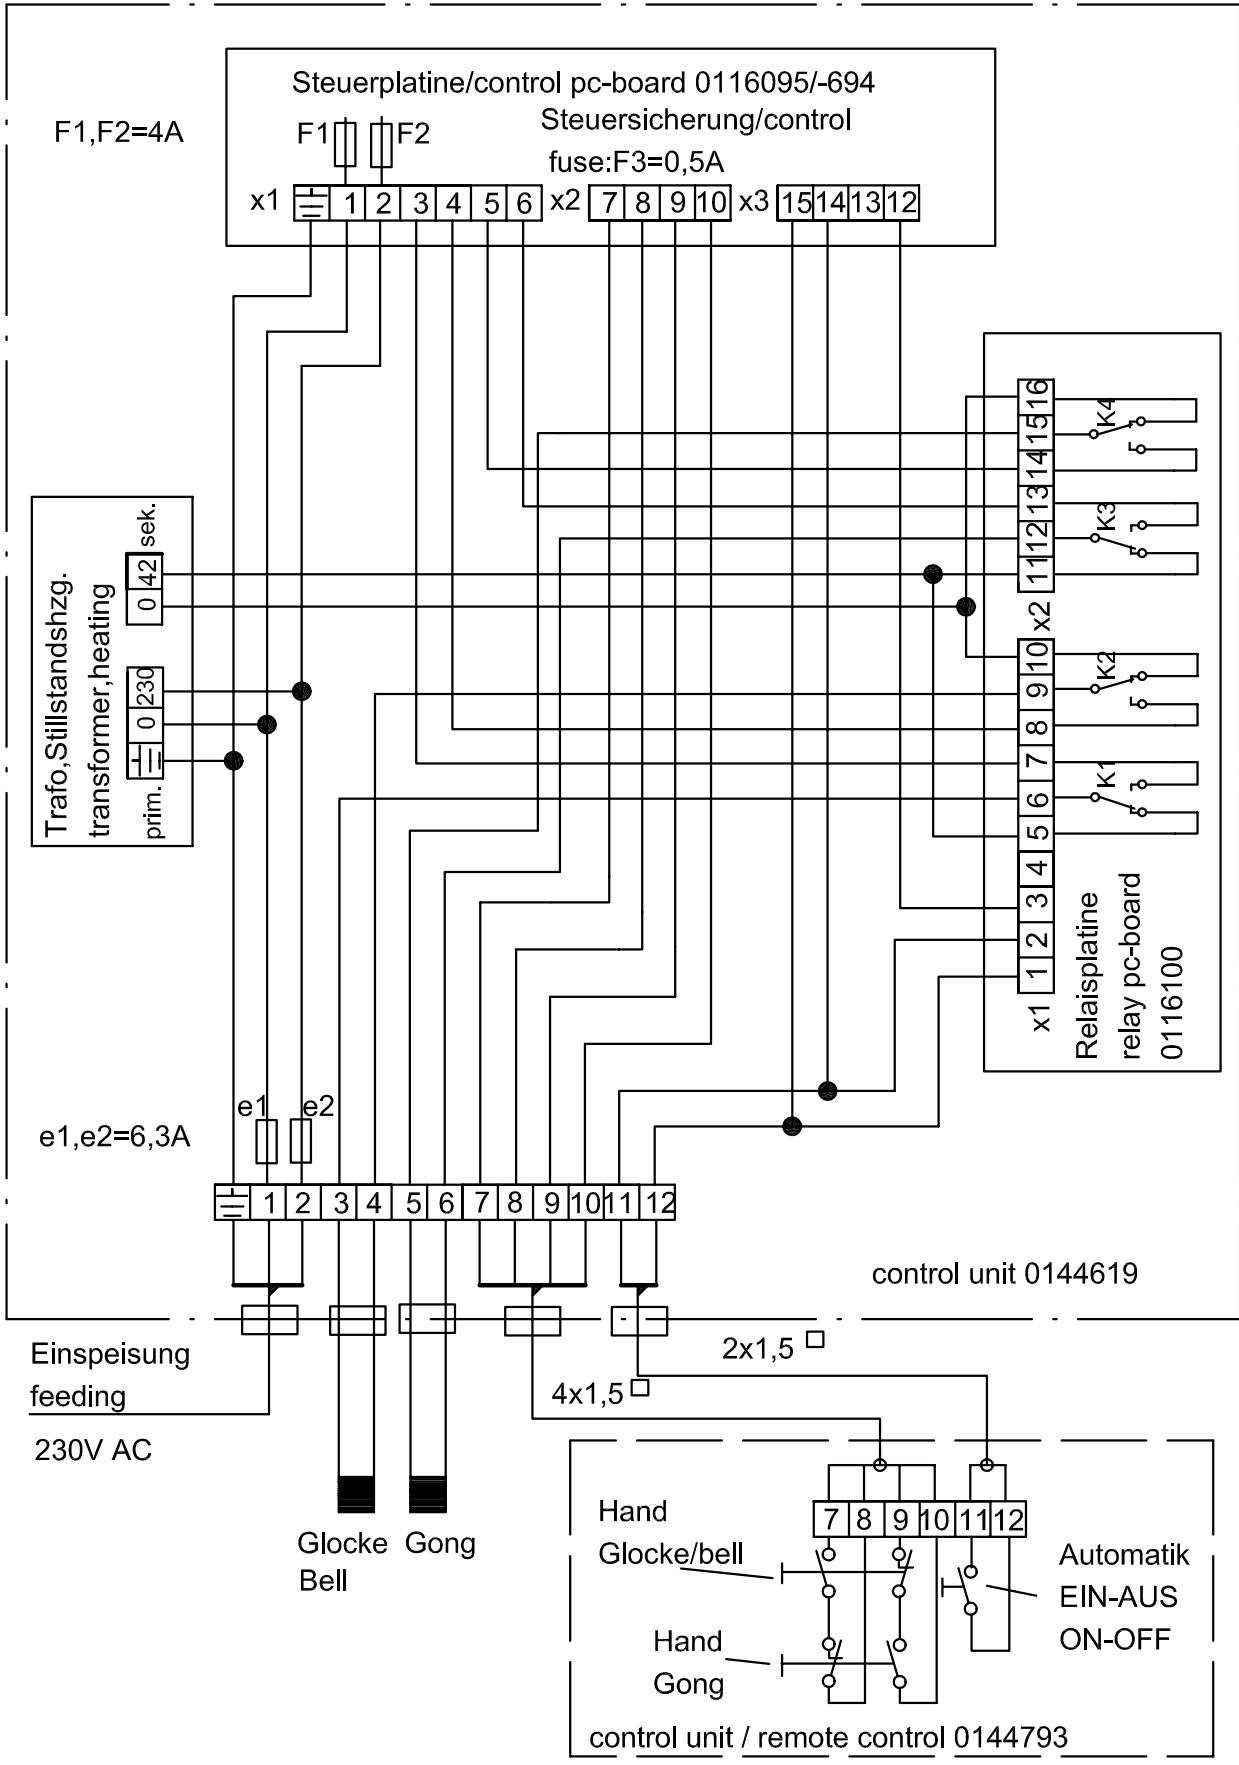 Steuerplatine/control pc-board 0116095/-694
F1,F2=4A
F1
F2
Steuersicherung/control
fuse:F3=0,5A
x1
1 2 3 4 5 6
x2
7 8 9 10
x3
15 14 13 12
16
15
14
13
12
11
x2
10
9
8
7
6
5
4
3
2
1
x1
K4
K3
K2
K1
Relaisplatine
relay pc-board
0116100
Trafo,Stillstandshzg.
transformer,heating
sek.
0 42
0 230
prim.
e1
e2
e1,e2=6,3A
1 2 3 4 5 6 7 8 9 10 11 12
control unit 0144619
Einspeisung
feeding
230V AC
2x1,5
4x1,5
Glocke
Bell
Gong
Hand
Glocke/bell
7 8 9 10 11 12
Automatik
EIN-AUS
ON-OFF
Hand
Gong
control unit / remote control 0144793